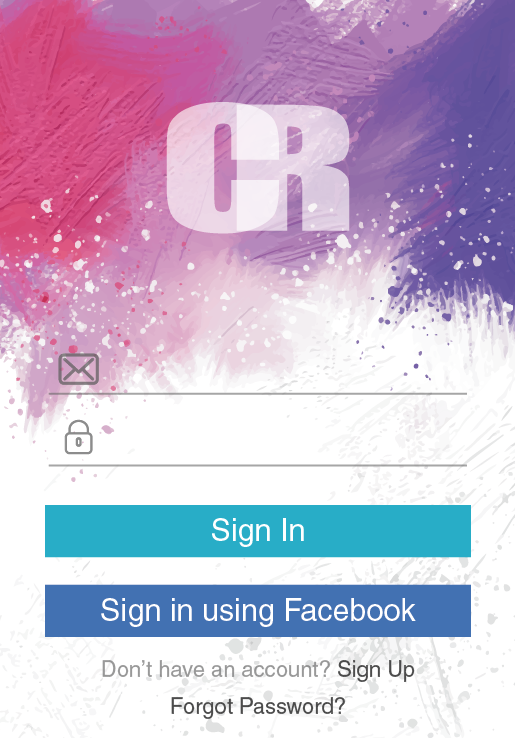 CR
Sign In
Sign in using Facebook
Don't have an account? Sign Up
Forgot Password?